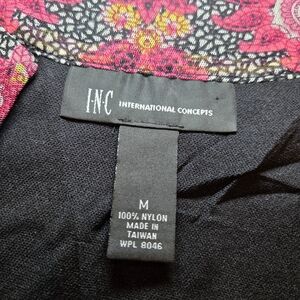 I·N·C INTERNATIONAL CONCEPTS
M
100% NYLON
MADE IN
TAIWAN
WPL 8046